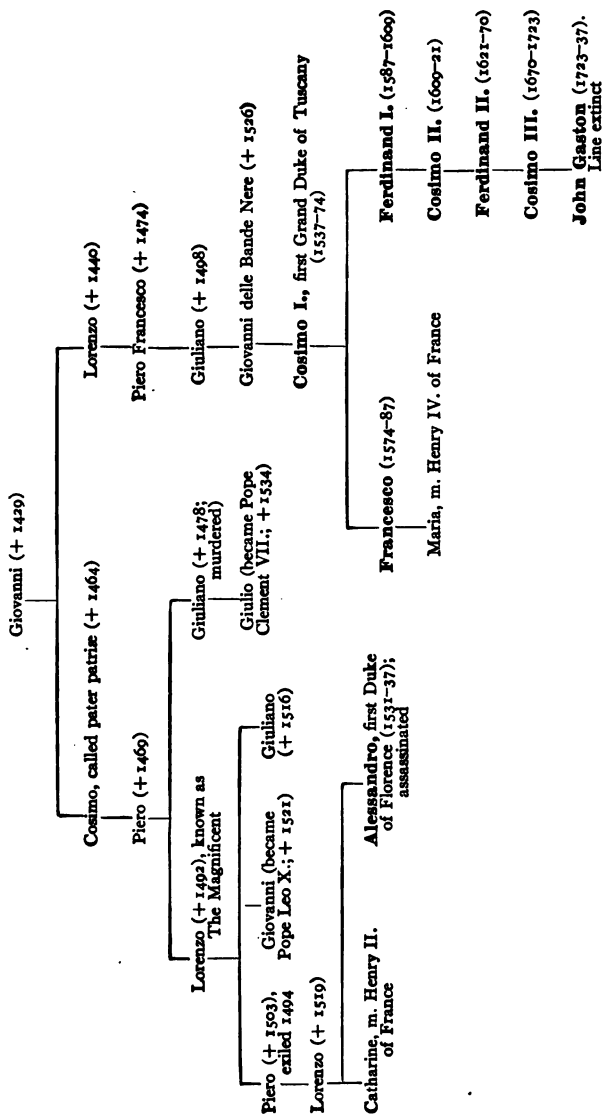 Giovanni (+ 1429)
Cosimo, called pater patriæ (+ 1464)
Lorenzo (+ 1440)
Piero (+ 1469)
Piero Francesco (+ 1474)
Lorenzo (+ 1492), known as
The Magnificent
Giuliano (+ 1478;
murdered)
Giuliano (+ 1498)
Piero (+ 1503),
exiled 1494
Giovanni (became
Pope Leo X.; + 1521)
Giuliano
(+ 1516)
Giulio (became Pope
Clement VII.; + 1534)
Giovanni delle Bande Nere (+ 1526)
Lorenzo (+ 1519)
Cosimo I., first Grand Duke of Tuscany
(1537-74)
Catharine, m. Henry II.
of France
Alessandro, first Duke
of Florence (1531-37);
assassinated
Francesco (1574-87)
Ferdinand I. (1587-1609)
Maria, m. Henry IV. of France
Cosimo II. (1609-21)
Ferdinand II. (1621-70)
Cosimo III. (1670-1723)
John Gaston (1723-37).
Line extinct